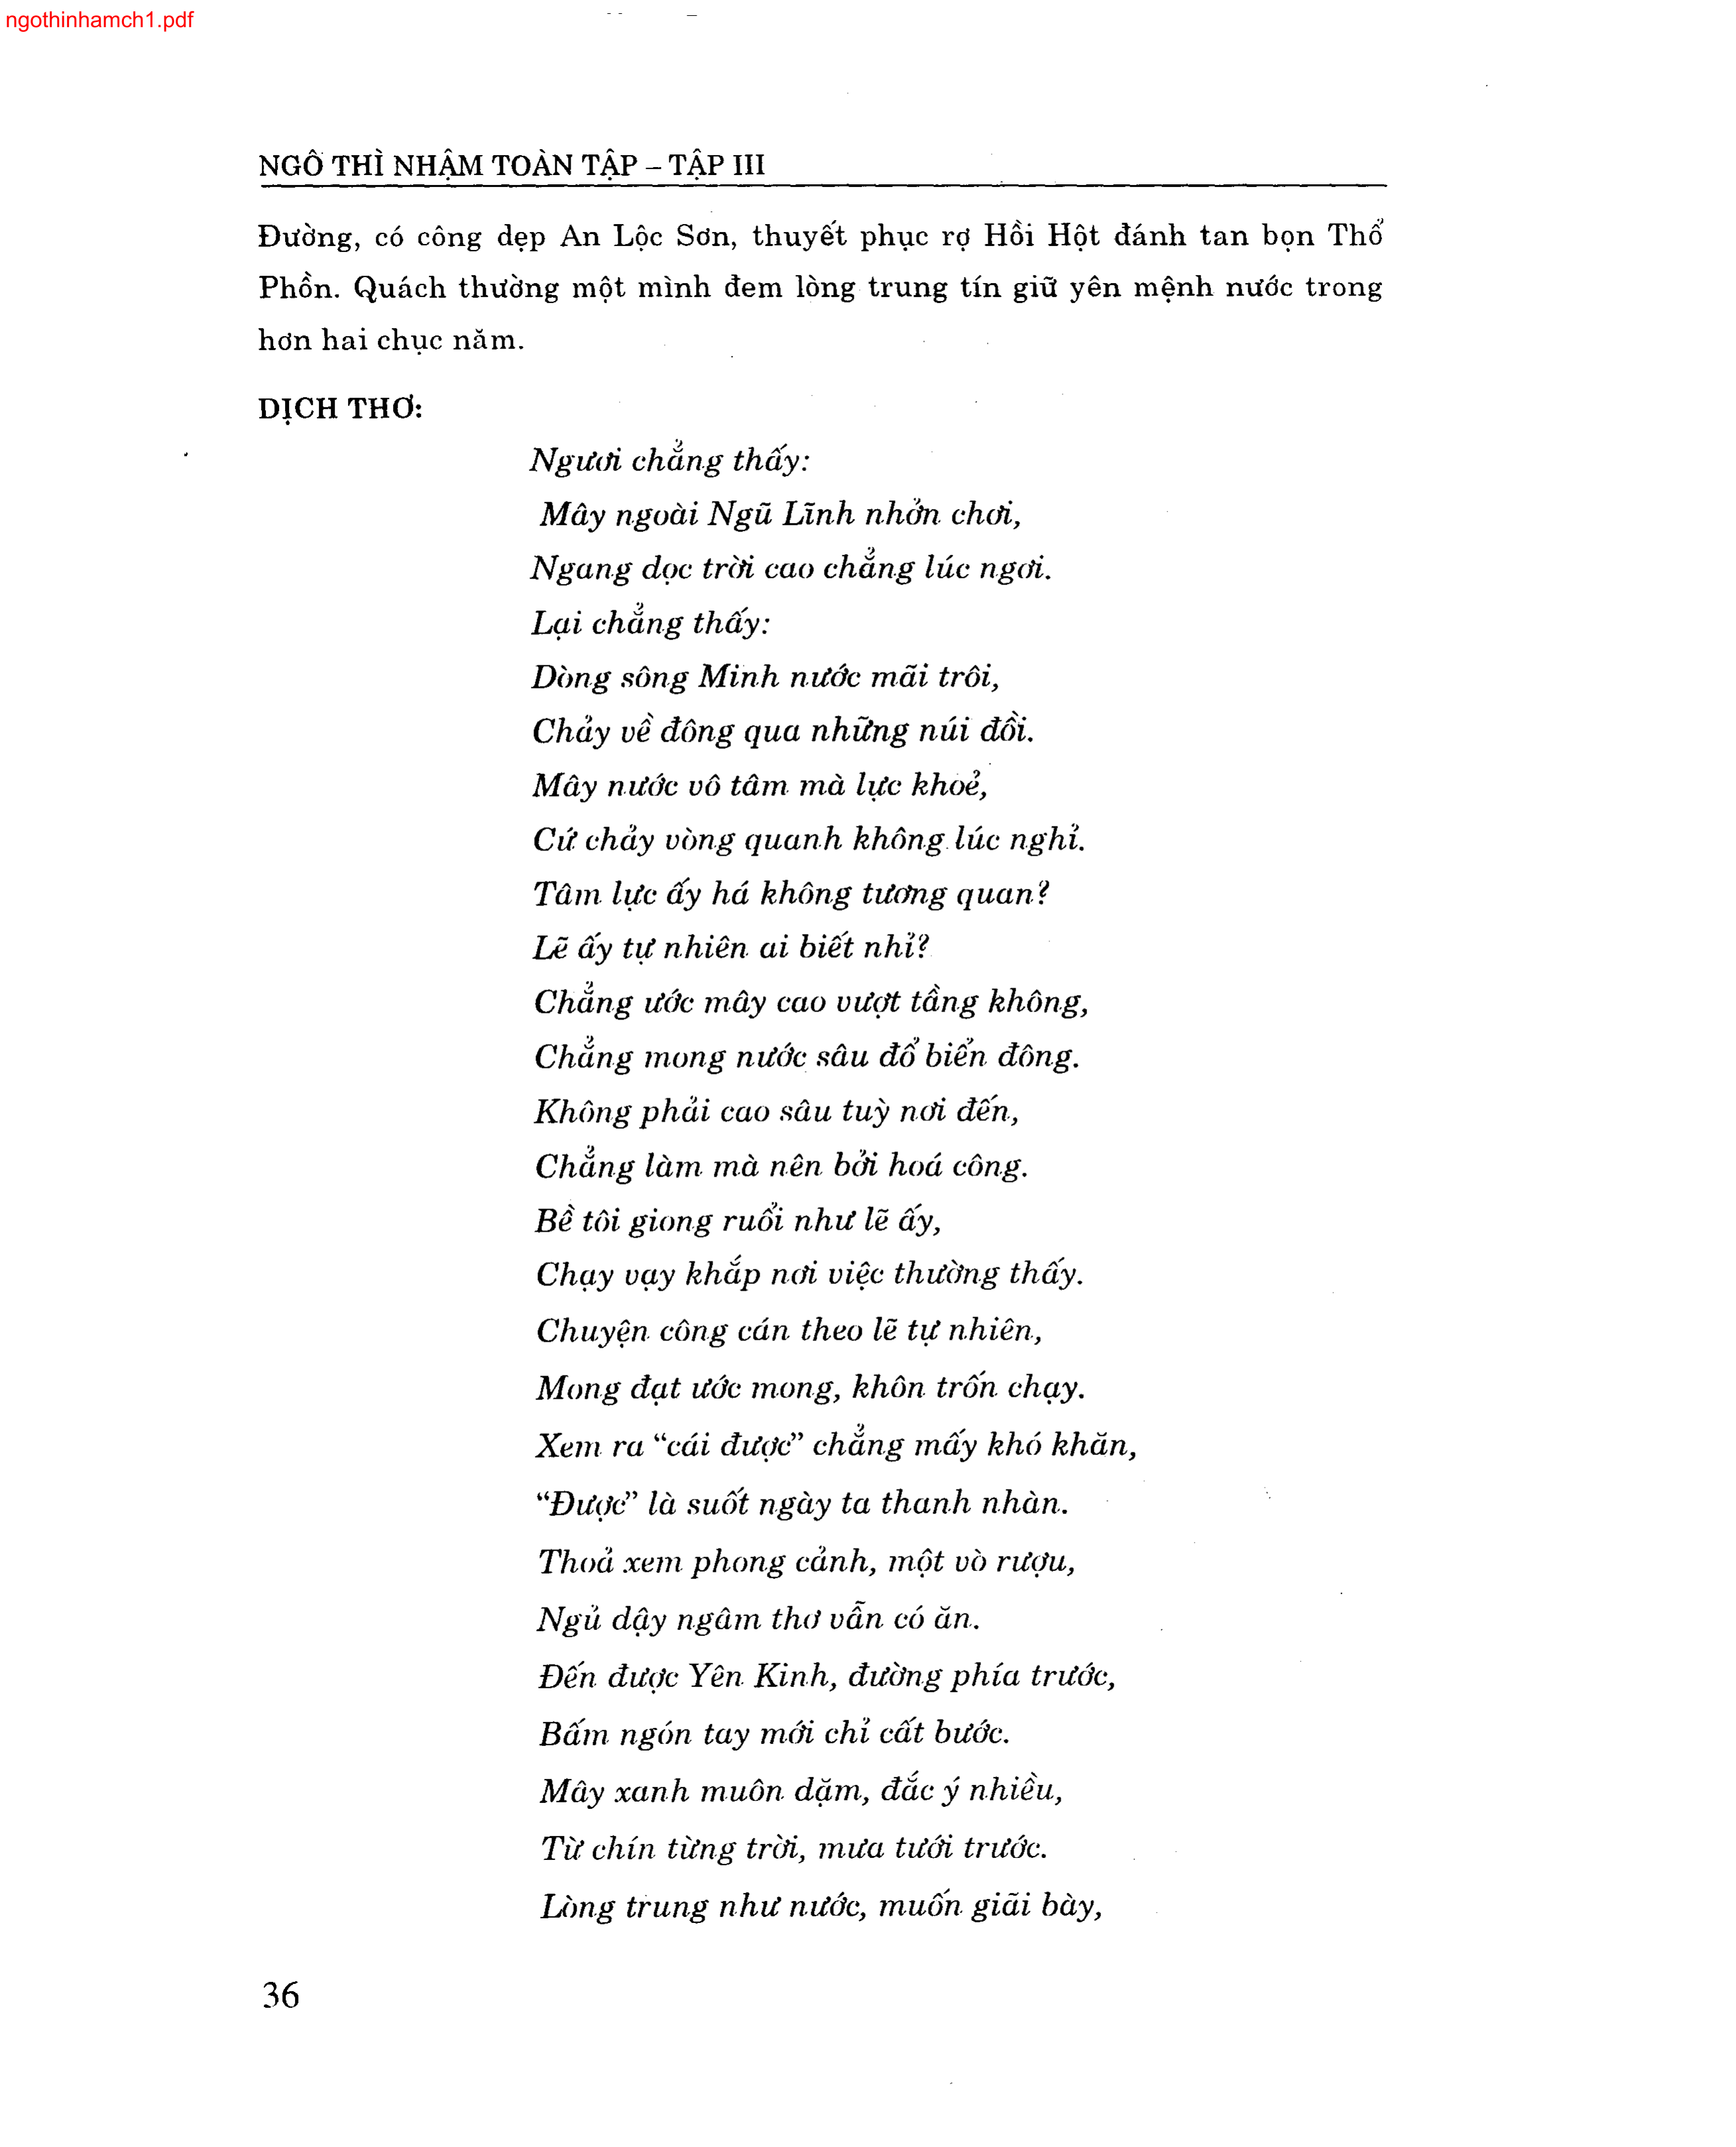 ngothinhamch1.pdf
NGÔ THÌ NHẬM TOÀN TẬP – TẬP III
Đường, có công dẹp An Lộc Sơn, thuyết phục rợ Hồi Hột đánh tan bọn Thổ
Phồn. Quách thường một mình đem lòng trung tín giữ yên mệnh nước trong
hơn hai chục năm.
DỊCH THƠ:
Ngươi chẳng thấy:
Mây ngoài Ngũ Lĩnh nhởn chơi,
Ngang dọc trời cao chẳng lúc ngơi.
Lại chẳng thấy:
Dòng sông Minh nước mãi trôi,
Chảy về đông qua những núi đồi.
Mây nước vô tâm mà lực khoẻ,
Cứ chảy vòng quanh không lúc nghỉ.
Tâm lực ấy há không tương quan?
Lẽ ấy tự nhiên ai biết nhỉ?
Chẳng ước mây cao vượt tầng không,
Chẳng mong nước sâu đổ biển đông.
Không phải cao sâu tuỳ nơi đến,
Chẳng làm mà nên bởi hoá công.
Bề tôi giong ruổi như lẽ ấy,
Chạy vạy khắp nơi việc thường thấy.
Chuyện công cán theo lẽ tự nhiên,
Mong đạt ước mong, khôn trốn chạy.
Xem ra “cái được” chẳng mấy khó khăn,
“Được” là suốt ngày ta thanh nhàn.
Thoả xem phong cảnh, một vò rượu,
Ngủ dậy ngâm thơ vẫn có ăn.
Đến được Yên Kinh, đường phía trước,
Bấm ngón tay mới chỉ cất bước.
Mây xanh muôn dặm, đắc ý nhiều,
Từ chín từng trời, mưa tưới trước.
Lòng trung như nước, muốn giãi bày,
36